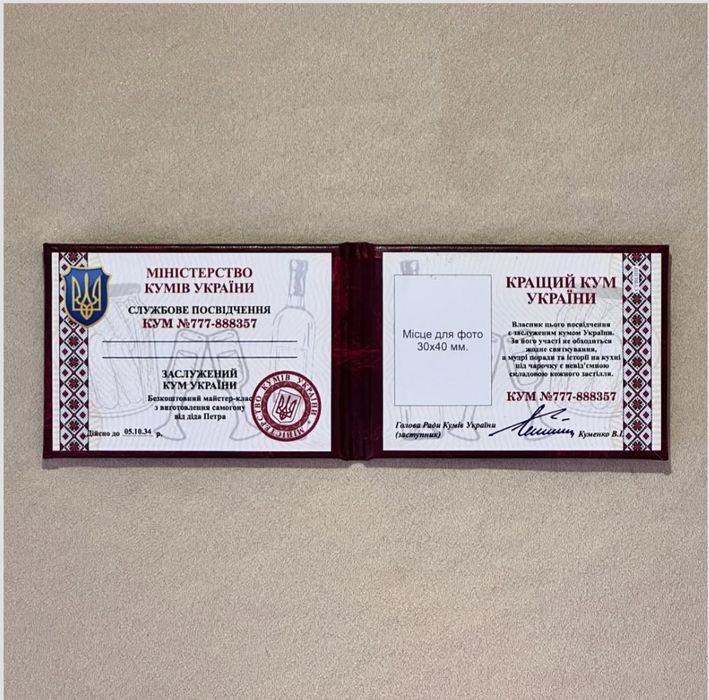 МІНІСТЕРСТВО
КУМІВ УКРАЇНИ
СЛУЖБОВЕ ПОСВІДЧЕННЯ
КУМ №777-888357
ЗАСЛУЖЕНИЙ
КУМ УКРАЇНИ
Безкоштовний майстер-клас
з виготовлення самогону
від діда Петра
Дійсно до 05.10.34 р.
МІНІСТЕРСТВО КУМІВ УКРАЇНИ
Місце для фото
30х40 мм.
КРАЩИЙ КУМ
УКРАЇНИ
Власник цього посвідчення
є заслуженим кумом України.
За його участі не обходиться
жодне святкування,
а мудрі поради та історії на кухні
під чарочку є невід'ємною
складовою кожного застілля.
КУМ №777-888357
Голова Ради Кумів України
(заступник)
Куменко В.І.